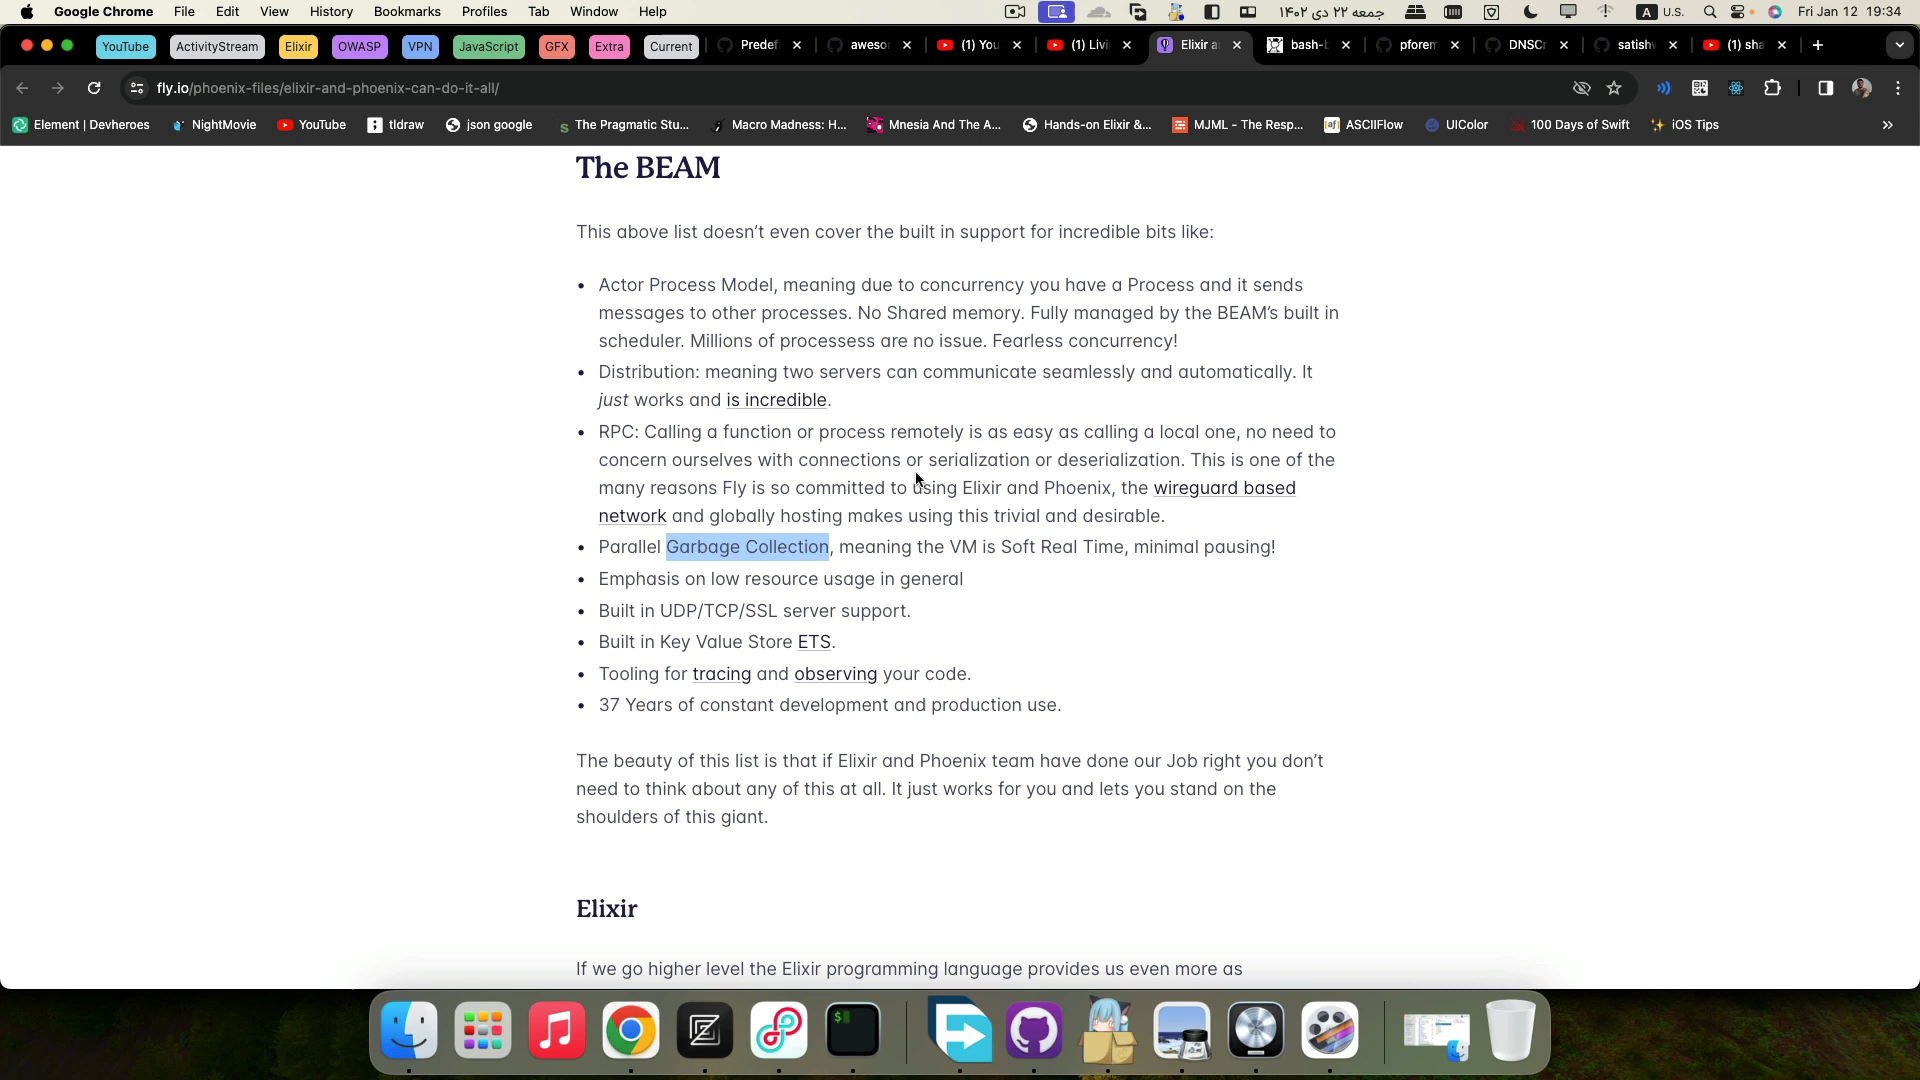 Google Chrome File Edit View History Bookmarks Profiles Tab Window Help جمعه ۲۲ دی ۱۴۰۲ A U.S. Fri Jan 12 19:34
YouTube ActivityStream Elixir OWASP VPN JavaScript GFX Extra Current Predef aweso (1) You (1) Livi Elixir a bash-b pforem DNSCr satish (1) sha
fly.io/phoenix-files/elixir-and-phoenix-can-do-it-all/
Element | Devheroes NightMovie YouTube tldraw json google The Pragmatic Stu... Macro Madness: H... Mnesia And The A... Hands-on Elixir &... MJML - The Resp... ASCIIFlow UIColor 100 Days of Swift iOS Tips
The BEAM
This above list doesn't even cover the built in support for incredible bits like:
• Actor Process Model, meaning due to concurrency you have a Process and it sends
messages to other processes. No Shared memory. Fully managed by the BEAM's built in
scheduler. Millions of processess are no issue. Fearless concurrency!
• Distribution: meaning two servers can communicate seamlessly and automatically. It
just works and is incredible.
• RPC: Calling a function or process remotely is as easy as calling a local one, no need to
concern ourselves with connections or serialization or deserialization. This is one of the
many reasons Fly is so committed to using Elixir and Phoenix, the wireguard based
network and globally hosting makes using this trivial and desirable.
• Parallel Garbage Collection, meaning the VM is Soft Real Time, minimal pausing!
• Emphasis on low resource usage in general
• Built in UDP/TCP/SSL server support.
• Built in Key Value Store ETS.
• Tooling for tracing and observing your code.
• 37 Years of constant development and production use.
The beauty of this list is that if Elixir and Phoenix team have done our Job right you don't
need to think about any of this at all. It just works for you and lets you stand on the
shoulders of this giant.
Elixir
If we go higher level the Elixir programming language provides us even more as